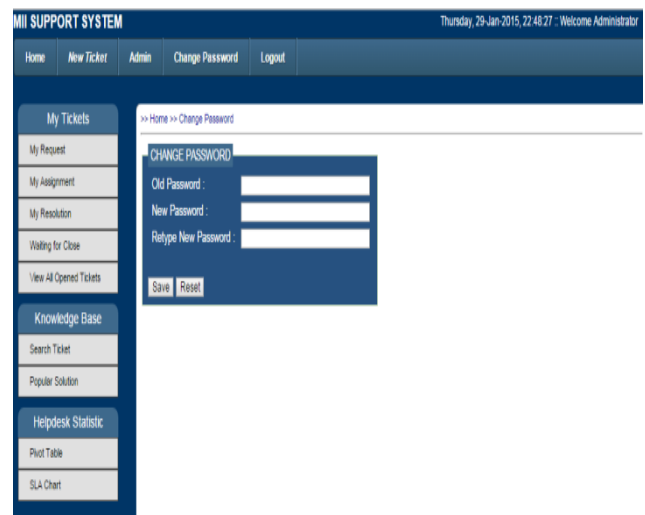 MII SUPPORT SYSTEM
Thursday, 29-Jan-2015, 22:48:27 :: Welcome Administrator
Home New Ticket Admin Change Password Logout
My Tickets
My Request
My Assignment
My Resolution
Waiting for Close
View All Opened Tickets
Knowledge Base
Search Ticket
Popular Solution
Helpdesk Statistic
Pivot Table
SLA Chart
>> Home >> Change Password
CHANGE PASSWORD
Old Password :
New Password :
Retype New Password :
Save Reset